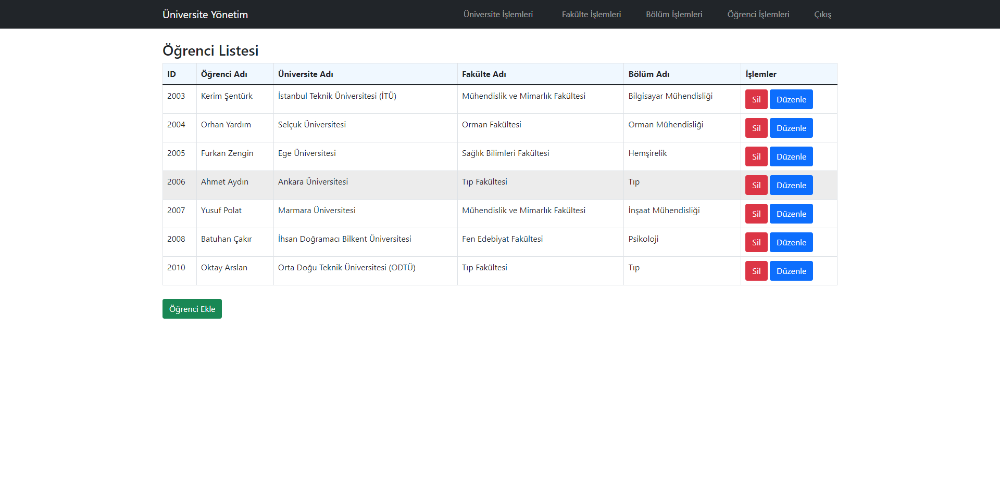 Üniversite Yönetim Üniversite İşlemleri Fakülte İşlemleri Bölüm İşlemleri Öğrenci İşlemleri Çıkış
Öğrenci Listesi
ID Öğrenci Adı Üniversite Adı Fakülte Adı Bölüm Adı İşlemler
2003 Kerim Şentürk İstanbul Teknik Üniversitesi (İTÜ) Mühendislik ve Mimarlık Fakültesi Bilgisayar Mühendisliği Sil Düzenle
2004 Orhan Yardım Selçuk Üniversitesi Orman Fakültesi Orman Mühendisliği Sil Düzenle
2005 Furkan Zengin Ege Üniversitesi Sağlık Bilimleri Fakültesi Hemşirelik Sil Düzenle
2006 Ahmet Aydın Ankara Üniversitesi Tıp Fakültesi Tıp Sil Düzenle
2007 Yusuf Polat Marmara Üniversitesi Mühendislik ve Mimarlık Fakültesi İnşaat Mühendisliği Sil Düzenle
2008 Batuhan Çakır İhsan Doğramacı Bilkent Üniversitesi Fen Edebiyat Fakültesi Psikoloji Sil Düzenle
2010 Oktay Arslan Orta Doğu Teknik Üniversitesi (ODTÜ) Tıp Fakültesi Tıp Sil Düzenle
Öğrenci Ekle